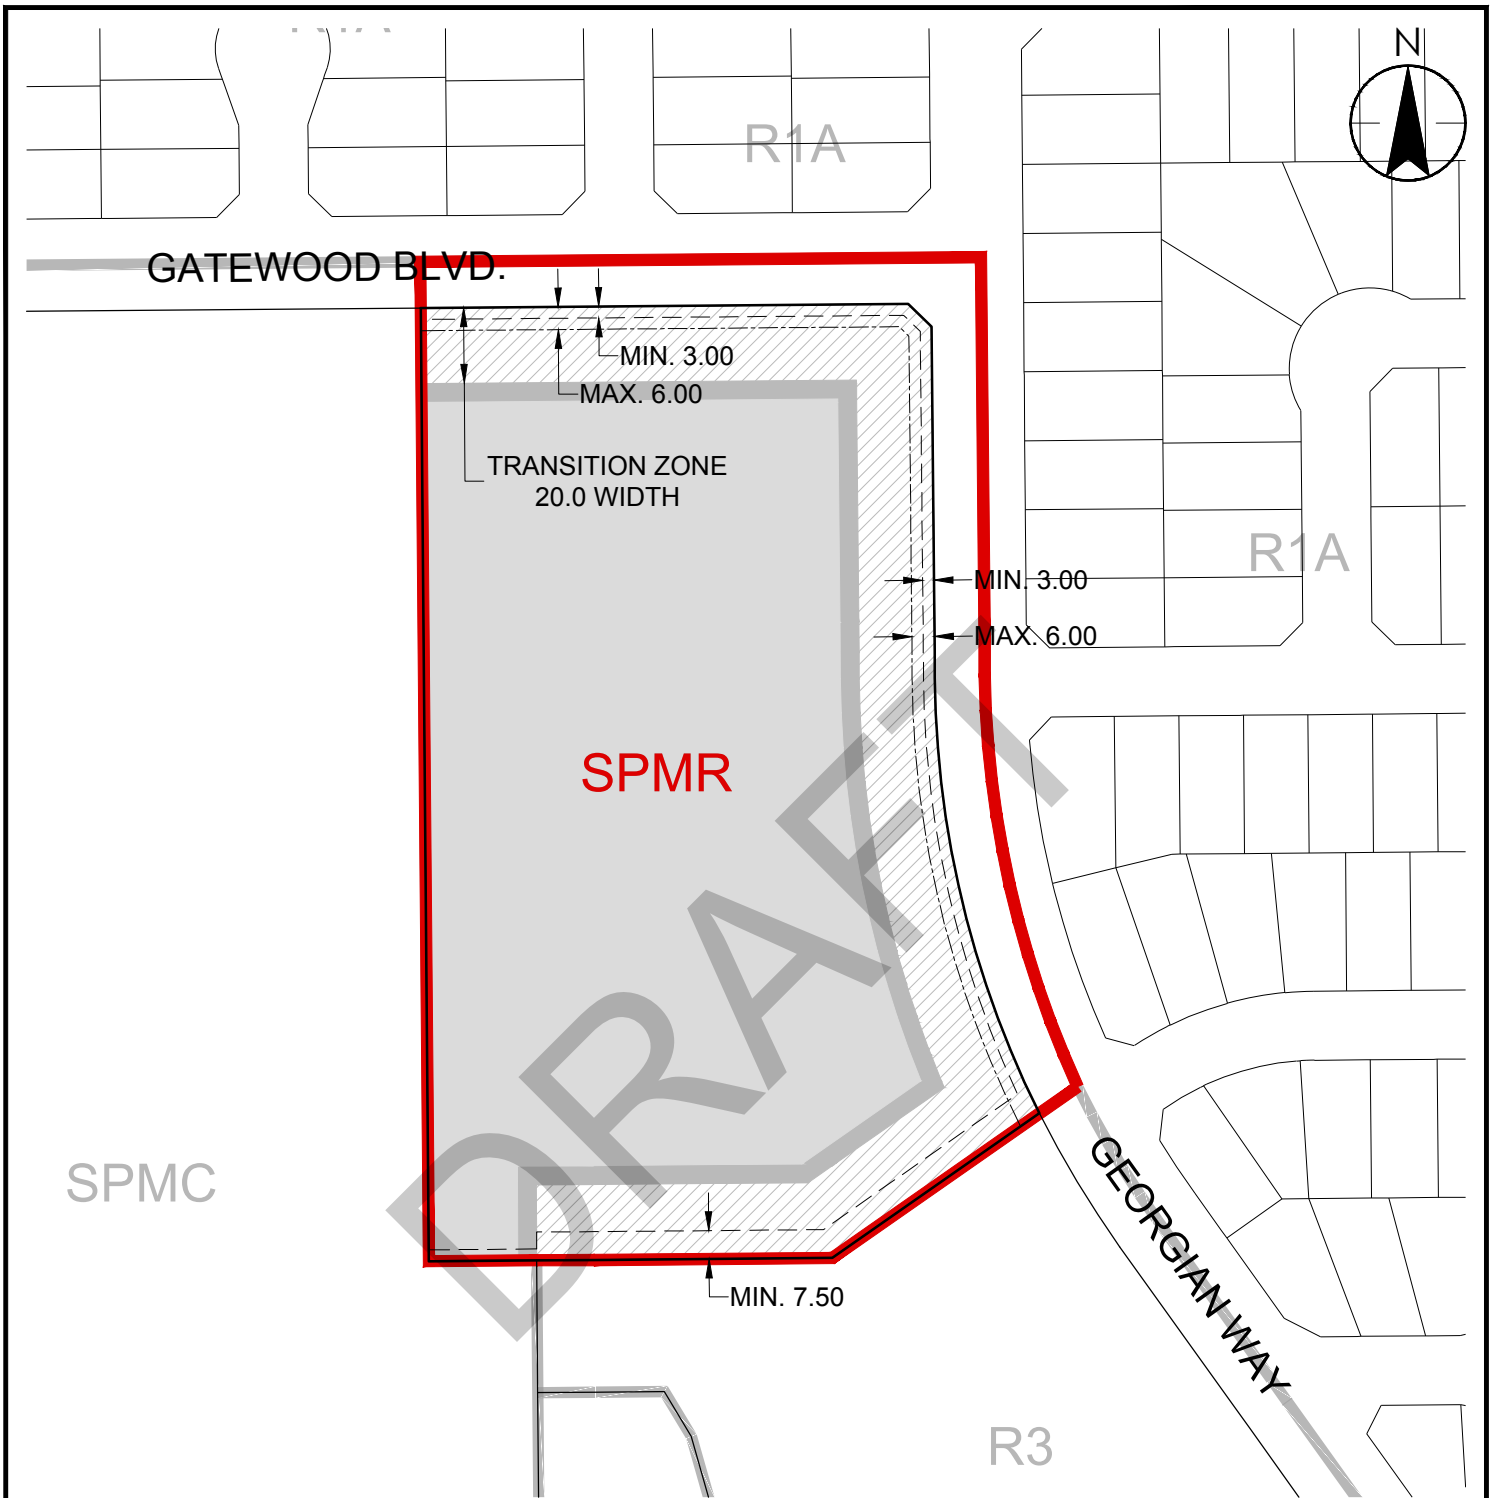 R1A
N
R1A
GATEWOOD BLVD.
MIN. 3.00
MAX. 6.00
TRANSITION ZONE
20.0 WIDTH
R1A
MIN. 3.00
MAX. 6.00
SPMR
DRAFT
SPMC
GEORGIAN WAY
MIN. 7.50
R3